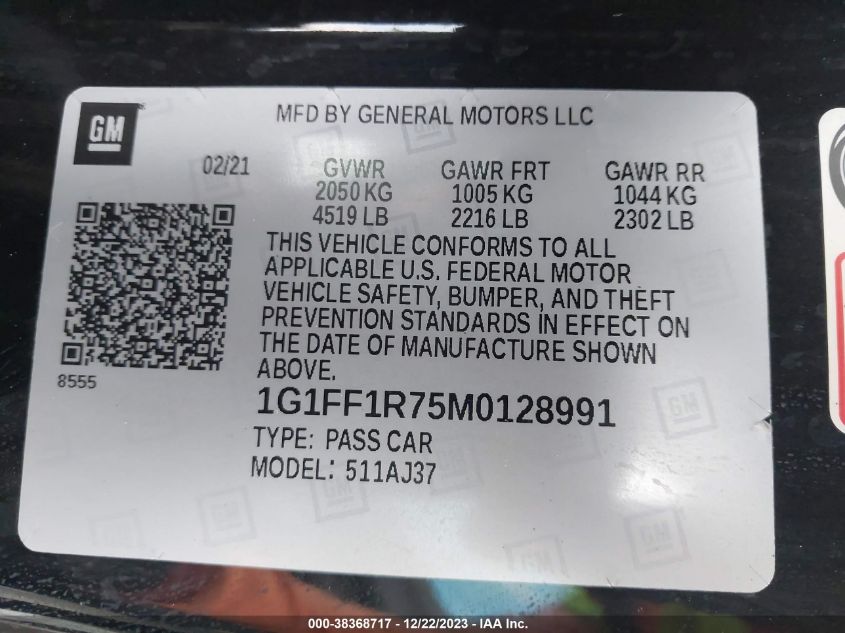 GM
MFD BY GENERAL MOTORS LLC
02/21 GVWR GAWR FRT GAWR RR
2050 KG 1005 KG 1044 KG
4519 LB 2216 LB 2302 LB
THIS VEHICLE CONFORMS TO ALL
APPLICABLE U.S. FEDERAL MOTOR
VEHICLE SAFETY, BUMPER, AND THEFT
PREVENTION STANDARDS IN EFFECT ON
THE DATE OF MANUFACTURE SHOWN
ABOVE.
8555
1G1FF1R75M0128991
TYPE: PASS CAR
MODEL: 511AJ37
000-38368717 - 12/22/2023 - IAA Inc.